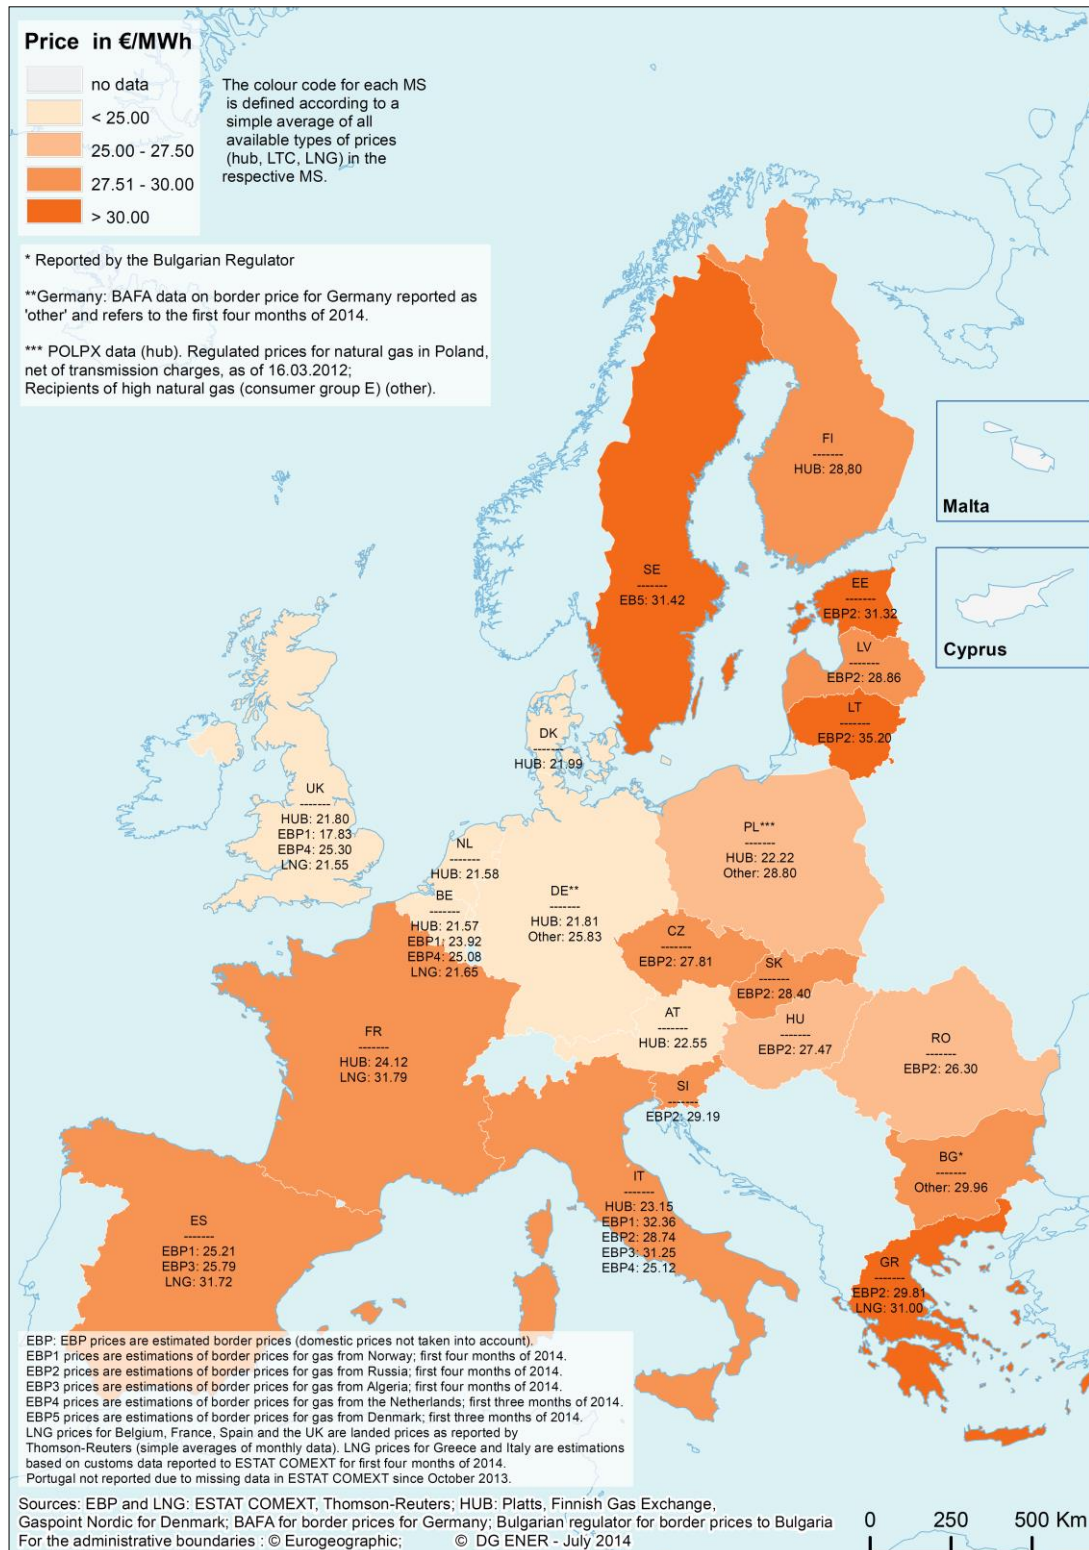 Price in €/MWh
no data
< 25.00
25.00 - 27.50
27.51 - 30.00
> 30.00
The colour code for each MS
is defined according to a
simple average of all
available types of prices
(hub, LTC, LNG) in the
respective MS.
* Reported by the Bulgarian Regulator
**Germany: BAFA data on border price for Germany reported as
'other' and refers to the first four months of 2014.
*** POLPX data (hub). Regulated prices for natural gas in Poland,
net of transmission charges, as of 16.03.2012;
Recipients of high natural gas (consumer group E) (other).
FI
-------
HUB: 28,80
Malta
Cyprus
SE
-------
EB5: 31.42
EE
-------
EBP2: 31.32
LV
-------
EBP2: 28.86
LT
-------
EBP2: 35.20
DK
-------
HUB: 21.99
UK
-------
HUB: 21.80
EBP1: 17.83
EBP4: 25.30
LNG: 21.55
NL
-------
HUB: 21.58
BE
-------
HUB: 21.57
EBP1: 23.92
EBP4: 25.08
LNG: 21.65
DE**
-------
HUB: 21.81
Other: 25.83
PL***
-------
HUB: 22.22
Other: 28.80
CZ
-------
EBP2: 27.81
SK
-------
EBP2: 28.40
AT
-------
HUB: 22.55
HU
-------
EBP2: 27.47
RO
-------
EBP2: 26.30
FR
-------
HUB: 24.12
LNG: 31.79
SI
-------
EBP2: 29.19
BG*
-------
Other: 29.96
IT
-------
HUB: 23.15
EBP1: 32.36
EBP2: 28.74
EBP3: 31.25
EBP4: 25.12
ES
-------
EBP1: 25.21
EBP3: 25.79
LNG: 31.72
GR
-------
EBP2: 29.81
LNG: 31.00
EBP: EBP prices are estimated border prices (domestic prices not taken into account).
EBP1 prices are estimations of border prices for gas from Norway; first four months of 2014.
EBP2 prices are estimations of border prices for gas from Russia; first four months of 2014.
EBP3 prices are estimations of border prices for gas from Algeria; first four months of 2014.
EBP4 prices are estimations of border prices for gas from the Netherlands; first three months of 2014.
EBP5 prices are estimations of border prices for gas from Denmark; first three months of 2014.
LNG prices for Belgium, France, Spain and the UK are landed prices as reported by
Thomson-Reuters (simple averages of monthly data). LNG prices for Greece and Italy are estimations
based on customs data reported to ESTAT COMEXT for first four months of 2014.
Portugal not reported due to missing data in ESTAT COMEXT since October 2013.
Sources: EBP and LNG: ESTAT COMEXT, Thomson-Reuters; HUB: Platts, Finnish Gas Exchange,
Gaspoint Nordic for Denmark; BAFA for border prices for Germany; Bulgarian regulator for border prices to Bulgaria
For the administrative boundaries : © Eurogeographic; © DG ENER - July 2014
0 250 500 Km